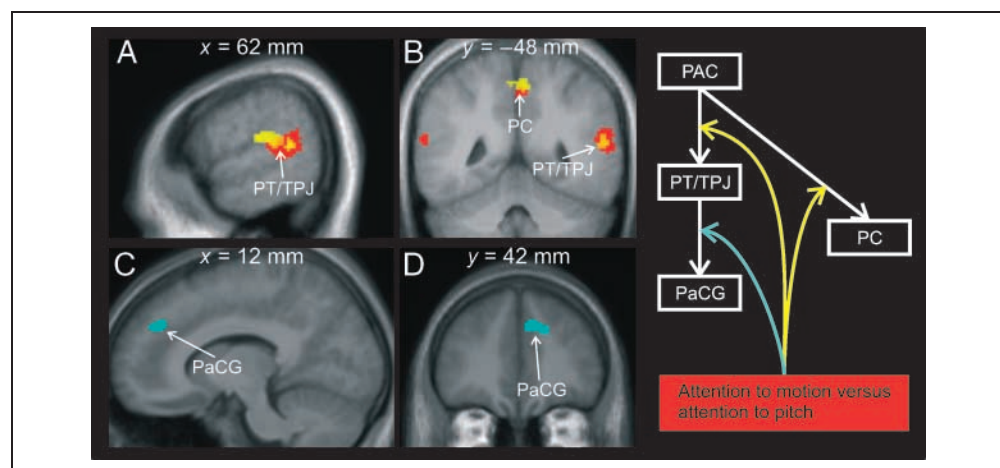 A
x = 62 mm
PT/TPJ
B
y = –48 mm
PC
PT/TPJ
C
x = 12 mm
PaCG
D
y = 42 mm
PaCG
PAC
PT/TPJ
PC
PaCG
Attention to motion versus
attention to pitch